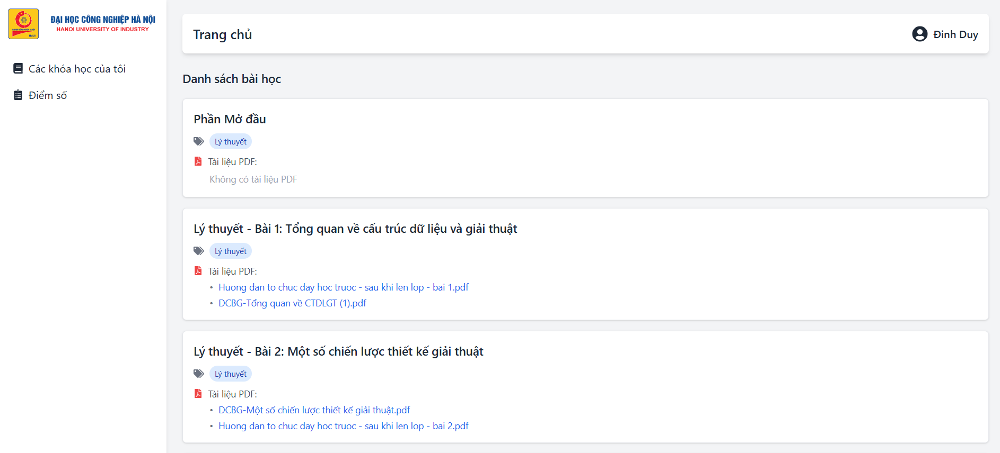 ĐẠI HỌC CÔNG NGHIỆP HÀ NỘI
HANOI UNIVERSITY OF INDUSTRY
Các khóa học của tôi
Điểm số
Trang chủ
Đinh Duy
Danh sách bài học
Phần Mở đầu
Lý thuyết
Tài liệu PDF:
Không có tài liệu PDF
Lý thuyết - Bài 1: Tổng quan về cấu trúc dữ liệu và giải thuật
Lý thuyết
Tài liệu PDF:
• Huong dan to chuc day hoc truoc - sau khi len lop - bai 1.pdf
• DCBG-Tổng quan về CTDLGT (1).pdf
Lý thuyết - Bài 2: Một số chiến lược thiết kế giải thuật
Lý thuyết
Tài liệu PDF:
• DCBG-Một số chiến lược thiết kế giải thuật.pdf
• Huong dan to chuc day hoc truoc - sau khi len lop - bai 2.pdf